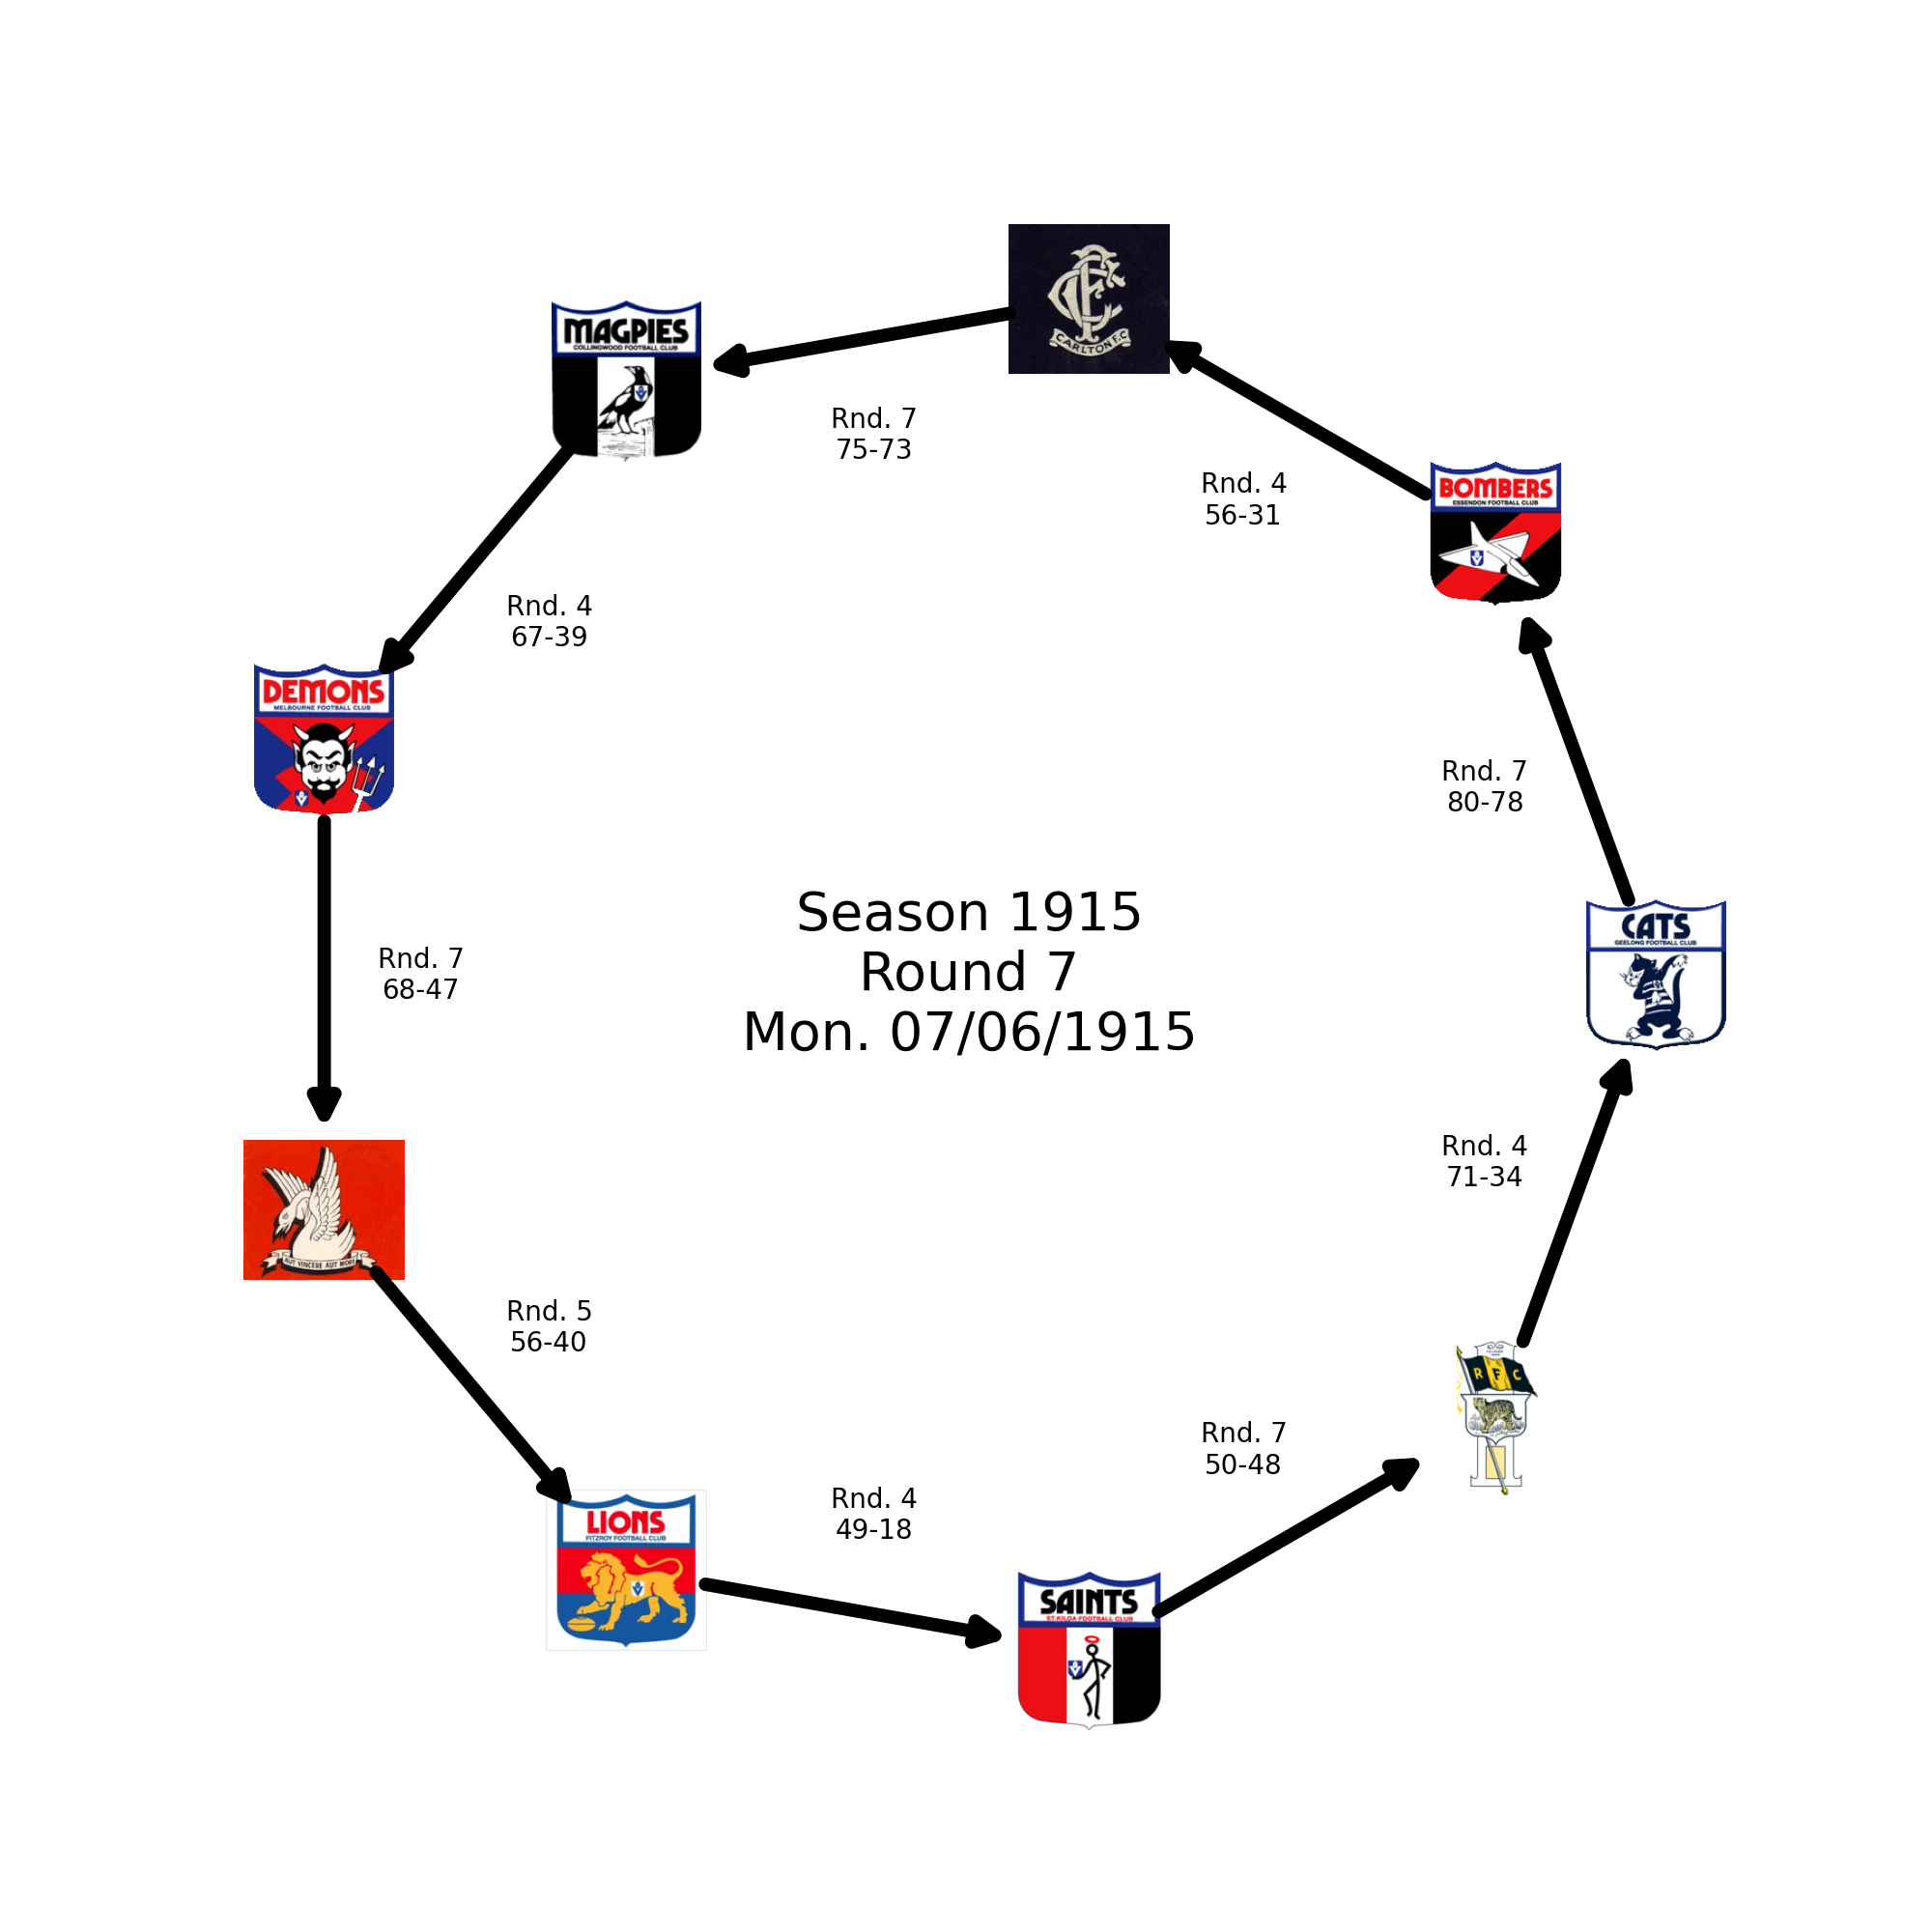 CARLTON F.C
MAGPIES
COLLINGWOOD FOOTBALL CLUB
Rnd. 7
75-73
BOMBERS
ESSENDON FOOTBALL CLUB
Rnd. 4
56-31
Rnd. 4
67-39
DEMONS
MELBOURNE FOOTBALL CLUB
Rnd. 7
80-78
Season 1915
Round 7
Mon. 07/06/1915
CATS
GEELONG FOOTBALL CLUB
Rnd. 7
68-47
Rnd. 4
71-34
AUT VINCERE AUT MORI
Rnd. 5
56-40
R F C
Rnd. 7
50-48
Rnd. 4
49-18
LIONS
FITZROY FOOTBALL CLUB
SAINTS
ST.KILDA FOOTBALL CLUB